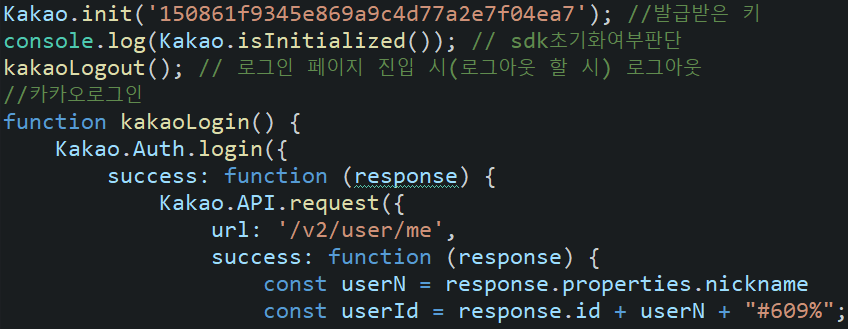 Kakao.init('150861f9345e869a9c4d77a2e7f04ea7'); //발급받은 키
console.log(Kakao.isInitialized()); // sdk초기화여부판단
kakaoLogout(); // 로그인 페이지 진입 시(로그아웃 할 시) 로그아웃
//카카오로그인
function kakaoLogin() {
    Kakao.Auth.login({
        success: function (response) {
            Kakao.API.request({
                url: '/v2/user/me',
                success: function (response) {
                    const userN = response.properties.nickname
                    const userId = response.id + userN + "#609%";